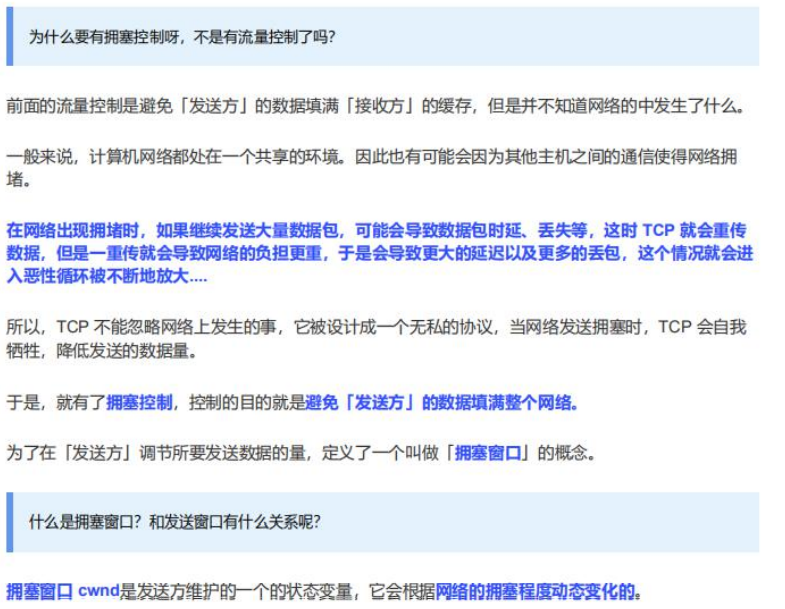 为什么要有拥塞控制呀，不是有流量控制了吗？
前面的流量控制是避免「发送方」的数据填满「接收方」的缓存，但是并不知道网络的中发生了什么。
一般来说，计算机网络都处在一个共享的环境。因此也有可能会因为其他主机之间的通信使得网络拥
堵。
在网络出现拥堵时，如果继续发送大量数据包，可能会导致数据包时延、丢失等，这时 TCP 就会重传
数据，但是一重传就会导致网络的负担更重，于是会导致更大的延迟以及更多的丢包，这个情况就会进
入恶性循环被不断地放大....
所以，TCP 不能忽略网络上发生的事，它被设计成一个无私的协议，当网络发送拥塞时，TCP 会自我
牺牲，降低发送的数据量。
于是，就有了拥塞控制，控制的目的就是避免「发送方」的数据填满整个网络。
为了在「发送方」调节所要发送数据的量，定义了一个叫做「拥塞窗口」的概念。
什么是拥塞窗口？和发送窗口有什么关系呢？
拥塞窗口 cwnd是发送方维护的一个的状态变量，它会根据网络的拥塞程度动态变化的。